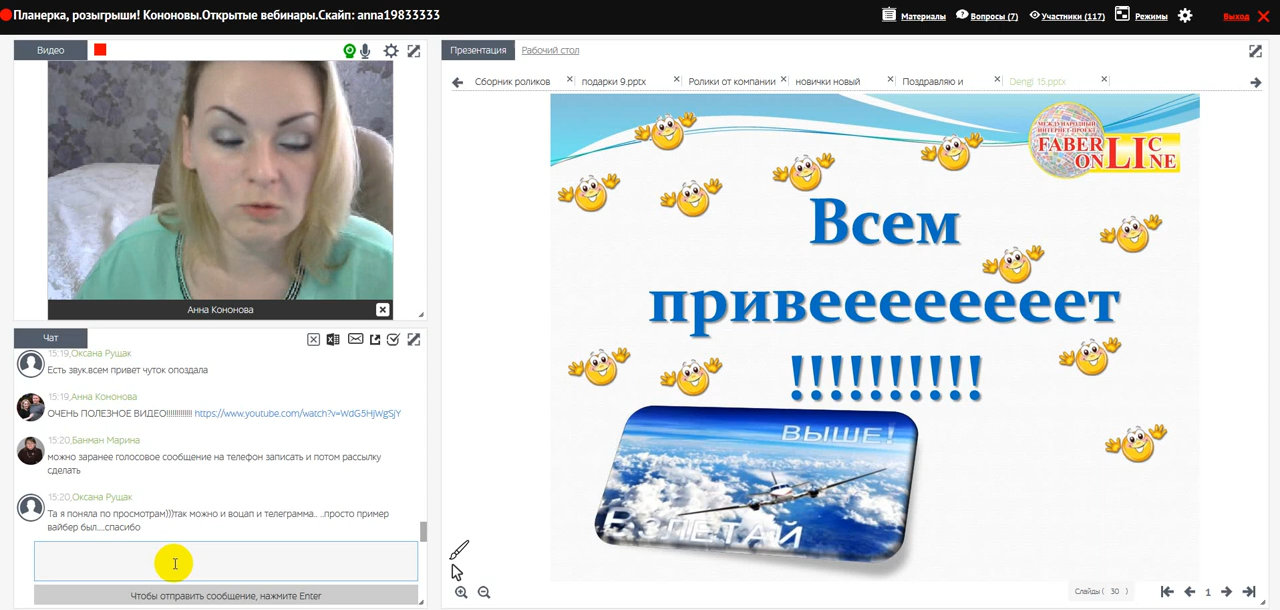 Планерка, розыгрыши! Кононовы.Открытые вебинары.Скайп: anna19833333
Материалы
Вопросы (7)
Участники (117)
Режимы
Выход
Видео
Анна Кононова
Чат
15:19,Оксана Рушак
Есть звук.всем привет чуток опоздала
15:19,Анна Кононова
ОЧЕНЬ ПОЛЕЗНОЕ ВИДЕО!!!!!!!!!!!!! https://www.youtube.com/watch?v=WdG5HjWgSjY
15:20,Банман Марина
можно заранее голосовое сообщение на телефон записать и потом рассылку
сделать
15:20,Оксана Рушак
Та я поняла по просмотрам)))так можно и воцап и телеграмма.. ..просто пример
вайбер был....спасибо
Чтобы отправить сообщение, нажмите Enter
Презентация
Рабочий стол
Сборник роликов
подарки 9.pptx
Ролики от компании
новички новый
Поздравляю и
Dengi 15.pptx
МЕЖДУНАРОДНЫЙ
ИНТЕРНЕТ-ПРОЕКТ
FABERLIC
ONLINE
Всем
привееееееееет
!!!!!!!!!!
ВЫШЕ!
ВЗЛЕТАЙ
Слайды ( 30 )
1